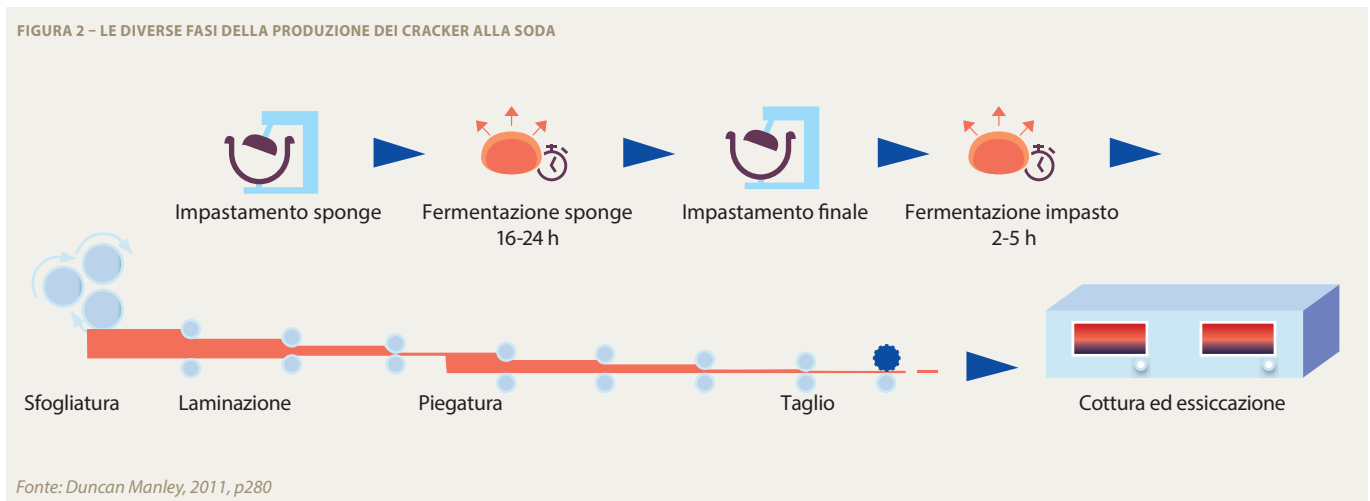 FIGURA 2 – LE DIVERSE FASI DELLA PRODUZIONE DEI CRACKER ALLA SODA
Impastamento sponge
Fermentazione sponge
16-24 h
Impastamento finale
Fermentazione impasto
2-5 h
Sfogliatura
Laminazione
Piegatura
Taglio
Cottura ed essiccazione
Fonte: Duncan Manley, 2011, p280